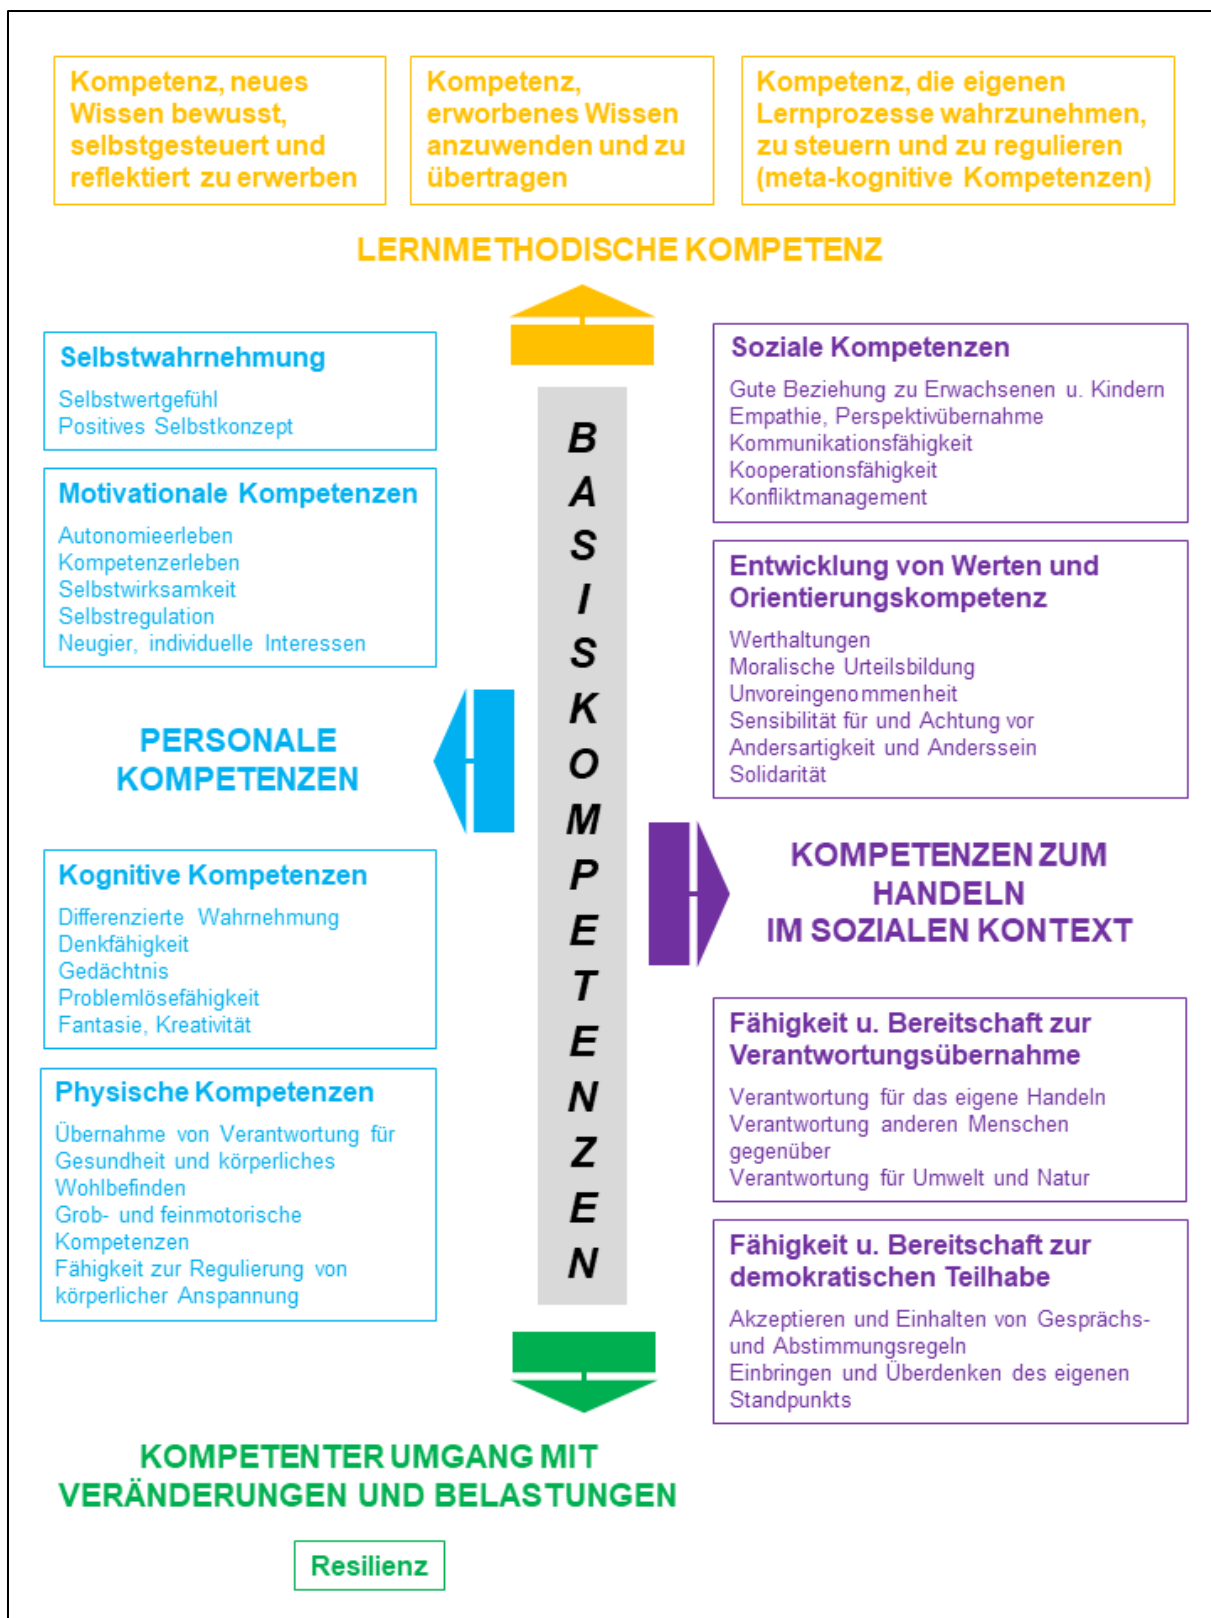 Kompetenz, neues
Wissen bewusst,
selbstgesteuert und
reflektiert zu erwerben
Kompetenz,
erworbenes Wissen
anzuwenden und zu
übertragen
Kompetenz, die eigenen
Lernprozesse wahrzunehmen,
zu steuern und zu regulieren
(meta-kognitive Kompetenzen)
LERNMETHODISCHE KOMPETENZ
Selbstwahrnehmung
Selbstwertgefühl
Positives Selbstkonzept
Motivationale Kompetenzen
Autonomieerleben
Kompetenzerleben
Selbstwirksamkeit
Selbstregulation
Neugier, individuelle Interessen
PERSONALE
KOMPETENZEN
Kognitive Kompetenzen
Differenzierte Wahrnehmung
Denkfähigkeit
Gedächtnis
Problemlösefähigkeit
Fantasie, Kreativität
Physische Kompetenzen
Übernahme von Verantwortung für
Gesundheit und körperliches
Wohlbefinden
Grob- und feinmotorische
Kompetenzen
Fähigkeit zur Regulierung von
körperlicher Anspannung
BASISKOMPETENZEN
Soziale Kompetenzen
Gute Beziehung zu Erwachsenen u. Kindern
Empathie, Perspektivübernahme
Kommunikationsfähigkeit
Kooperationsfähigkeit
Konfliktmanagement
Entwicklung von Werten und
Orientierungskompetenz
Werthaltungen
Moralische Urteilsbildung
Unvoreingenommenheit
Sensibilität für und Achtung vor
Andersartigkeit und Anderssein
Solidarität
KOMPETENZEN ZUM
HANDELN
IM SOZIALEN KONTEXT
Fähigkeit u. Bereitschaft zur
Verantwortungsübernahme
Verantwortung für das eigene Handeln
Verantwortung anderen Menschen
gegenüber
Verantwortung für Umwelt und Natur
Fähigkeit u. Bereitschaft zur
demokratischen Teilhabe
Akzeptieren und Einhalten von Gesprächs-
und Abstimmungsregeln
Einbringen und Überdenken des eigenen
Standpunkts
KOMPETENTER UMGANG MIT
VERÄNDERUNGEN UND BELASTUNGEN
Resilienz